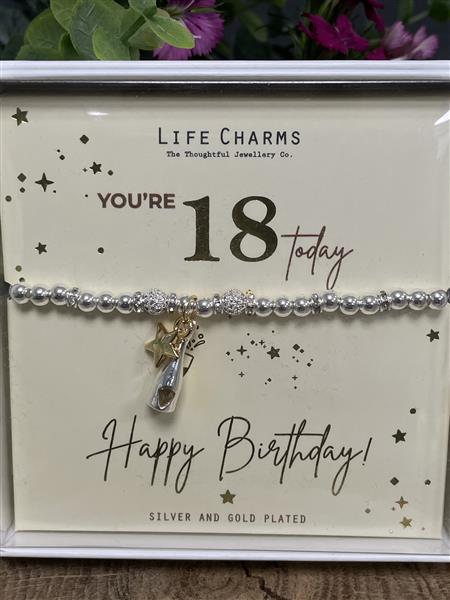 LIFE CHARMS
The Thoughtful Jewellery Co.
YOU'RE 18 today
Happy Birthday!
SILVER AND GOLD PLATED